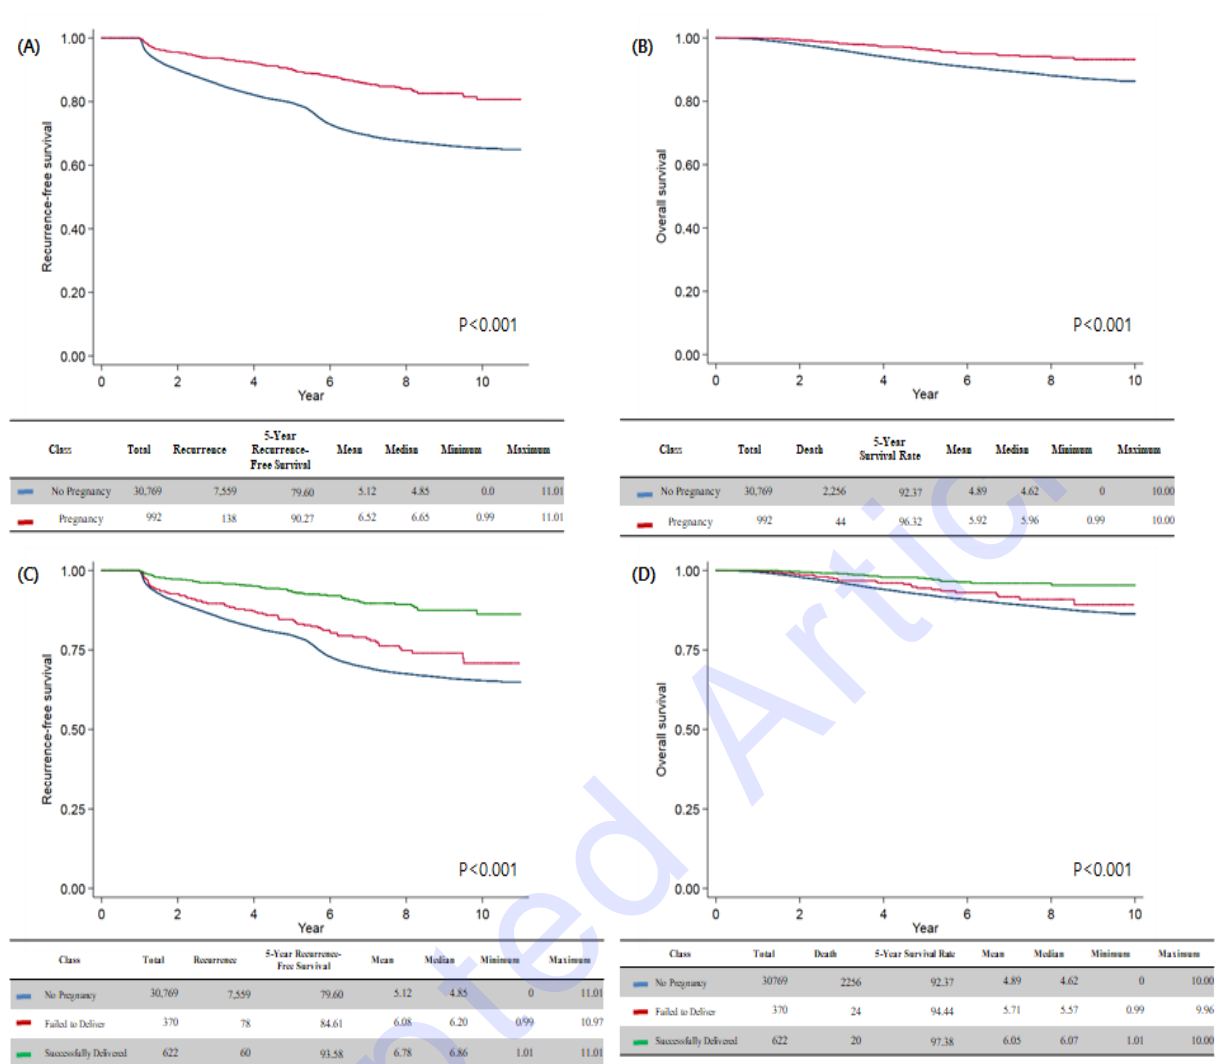 (A)
1.00
0.80
0.60
0.40
0.20
0.00
Recurrence-free survival
P<0.001
0 2 4 6 8 10
Year
Class Total Recurrence 5-Year Recurrence-Free Survival Mean Median Minimum Maximum
No Pregnancy 30,769 7,559 79.60 5.12 4.85 0.0 11.01
Pregnancy 992 138 90.27 6.52 6.65 0.99 11.01
(B)
1.00
0.80
0.60
0.40
0.20
0.00
Overall survival
P<0.001
0 2 4 6 8 10
Year
Class Total Death 5-Year Survival Rate Mean Median Minimum Maximum
No Pregnancy 30,769 2,256 92.37 4.89 4.62 0 10.00
Pregnancy 992 44 96.32 5.92 5.96 0.99 10.00
(C)
1.00
0.75
0.50
0.25
0.00
Recurrence-free survival
P<0.001
0 2 4 6 8 10
Year
Class Total Recurrence 5-Year Recurrence-Free Survival Mean Median Minimum Maximum
No Pregnancy 30,769 7,559 79.60 5.12 4.85 0 11.01
Failed to Deliver 370 78 84.61 6.08 6.20 0.99 10.97
Successfully Delivered 622 60 93.58 6.78 6.86 1.01 11.01
(D)
1.00
0.75
0.50
0.25
0.00
Overall survival
P<0.001
0 2 4 6 8 10
Year
Class Total Death 5-Year Survival Rate Mean Median Minimum Maximum
No Pregnancy 30769 2256 92.37 4.89 4.62 0 10.00
Failed to Deliver 370 24 94.44 5.71 5.57 0.99 9.96
Successfully Delivered 622 20 97.38 6.05 6.07 1.01 10.00
nted Artic